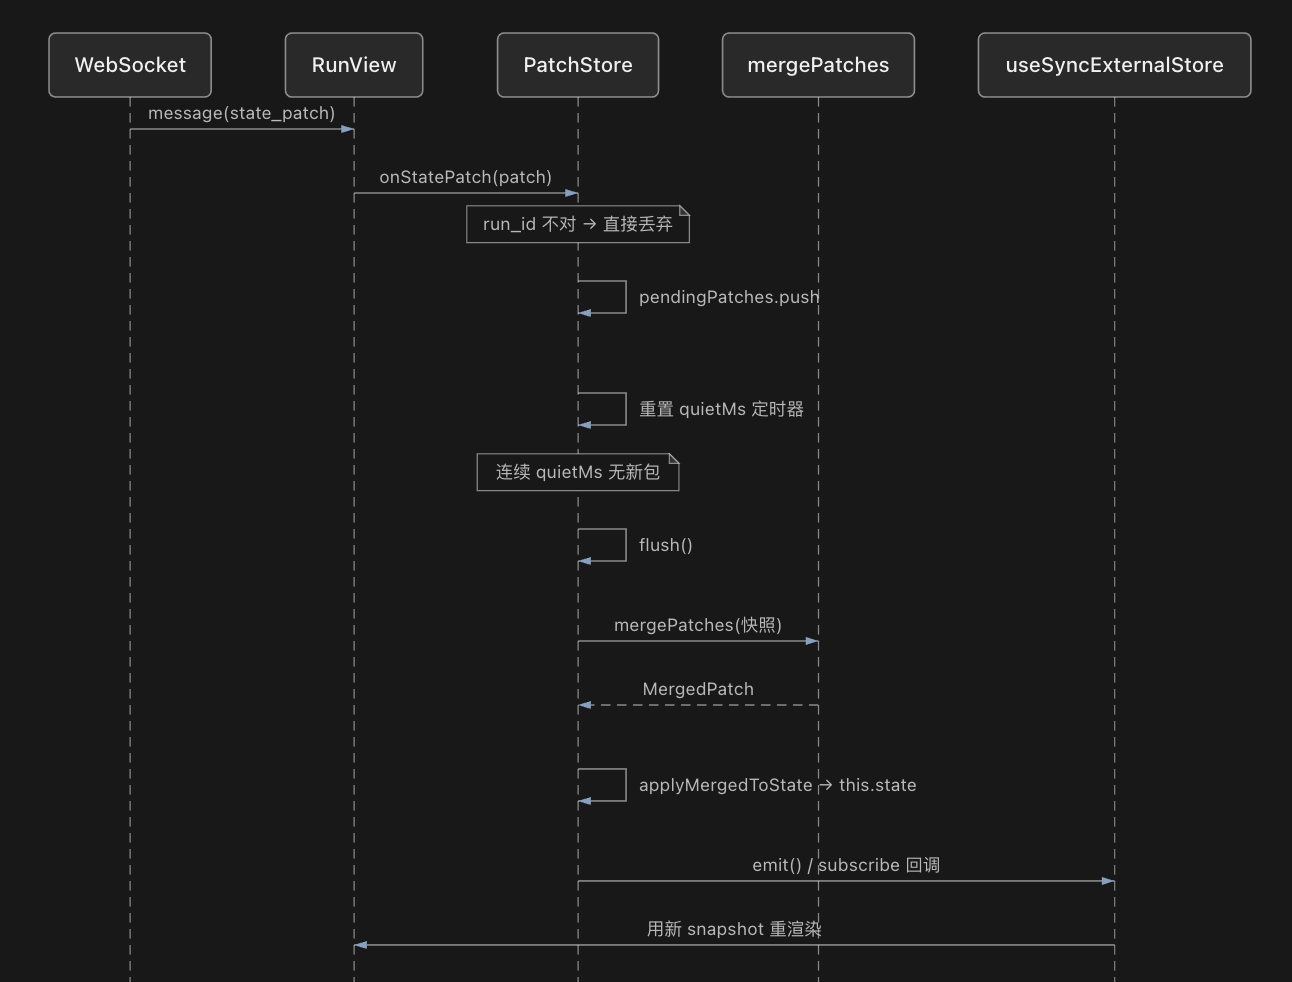 WebSocket
RunView
PatchStore
mergePatches
useSyncExternalStore
message(state_patch)
onStatePatch(patch)
run_id 不对 → 直接丢弃
pendingPatches.push
重置 quietMs 定时器
连续 quietMs 无新包
flush()
mergePatches(快照)
MergedPatch
applyMergedToState → this.state
emit() / subscribe 回调
用新 snapshot 重渲染